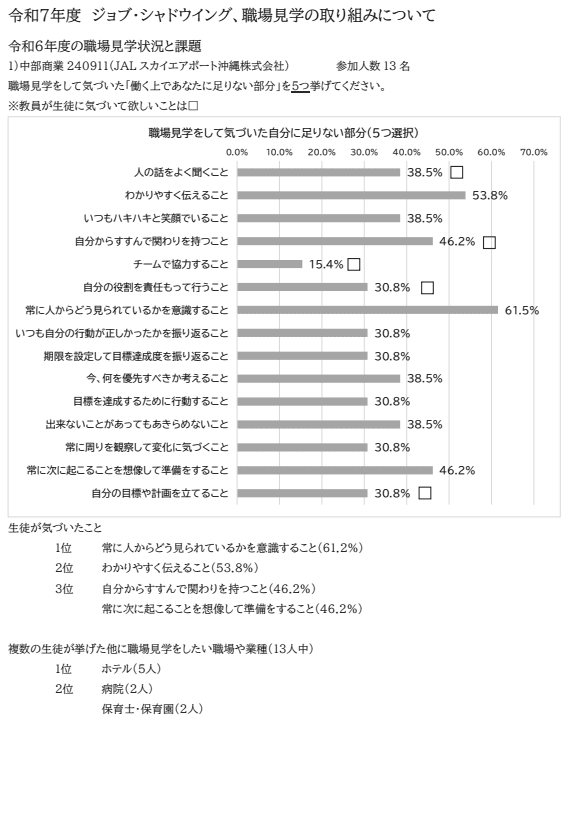 令和７年度　ジョブ・シャドウイング、職場見学の取り組みについて
令和６年度の職場見学状況と課題
１）中部商業 240911（JAL スカイエアポート沖縄株式会社）　　　　参加人数 13 名
職場見学をして気づいた「働く上であなたに足りない部分」を５つ挙げてください。
※教員が生徒に気づいて欲しいことは□
職場見学をして気づいた自分に足りない部分（５つ選択）
0.0% 10.0% 20.0% 30.0% 40.0% 50.0% 60.0% 70.0%
人の話をよく聞くこと 38.5% □
わかりやすく伝えること 53.8%
いつもハキハキと笑顔でいること 38.5%
自分からすすんで関わりを持つこと 46.2% □
チームで協力すること 15.4% □
自分の役割を責任もって行うこと 30.8% □
常に人からどう見られているかを意識すること 61.5%
いつも自分の行動が正しかったかを振り返ること 30.8%
期限を設定して目標達成度を振り返ること 30.8%
今、何を優先すべきか考えること 38.5%
目標を達成するために行動すること 30.8%
出来ないことがあってもあきらめないこと 38.5%
常に周りを観察して変化に気づくこと 30.8%
常に次に起こることを想像して準備をすること 46.2%
自分の目標や計画を立てること 30.8% □
生徒が気づいたこと
１位　　常に人からどう見られているかを意識すること（61.2%）
２位　　わかりやすく伝えること（53.8%）
３位　　自分からすすんで関わりを持つこと（46.2%）
常に次に起こることを想像して準備をすること（46.2%）
複数の生徒が挙げた他に職場見学をしたい職場や業種（13人中）
１位　　ホテル（５人）
２位　　病院（２人）
保育士・保育園（２人）